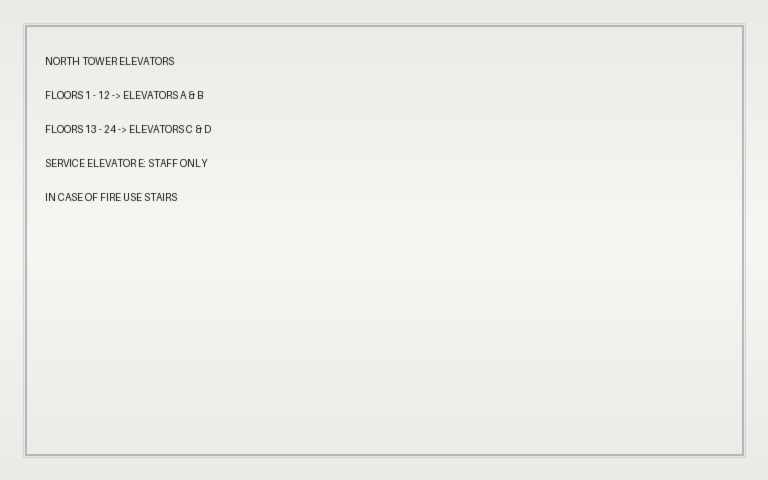 NORTH TOWER ELEVATORS
FLOORS 1 - 12 -> ELEVATORS A & B
FLOORS 13 - 24 -> ELEVATORS C & D
SERVICE ELEVATOR E: STAFF ONLY
IN CASE OF FIRE USE STAIRS